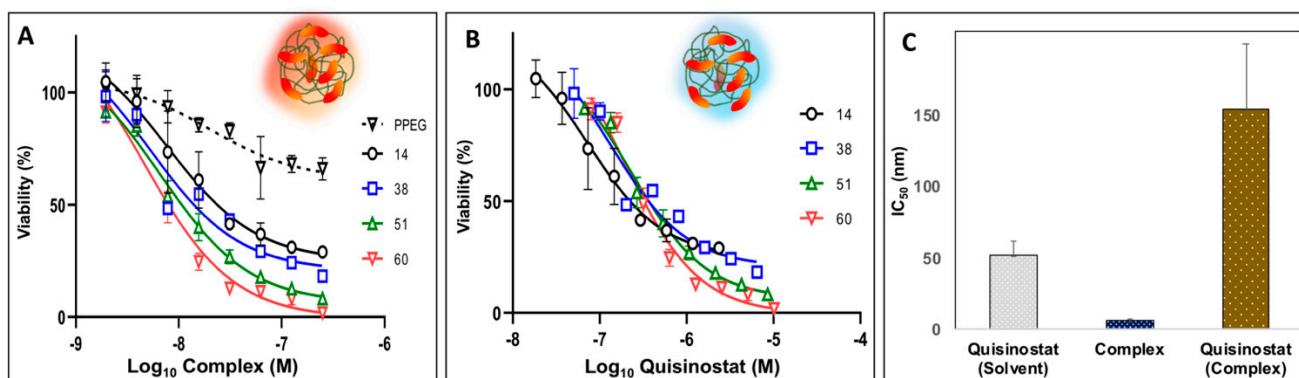 A
Viability (%)
100
50
0
-9
-8
-7
-6
Log10 Complex (M)
PPEG
14
38
51
60
B
Viability (%)
100
50
0
-8
-7
-6
-5
-4
Log10 Quisinostat (M)
14
38
51
60
C
IC50 (nm)
150
100
50
0
Quisinostat
(Solvent)
Complex
Quisinostat
(Complex)